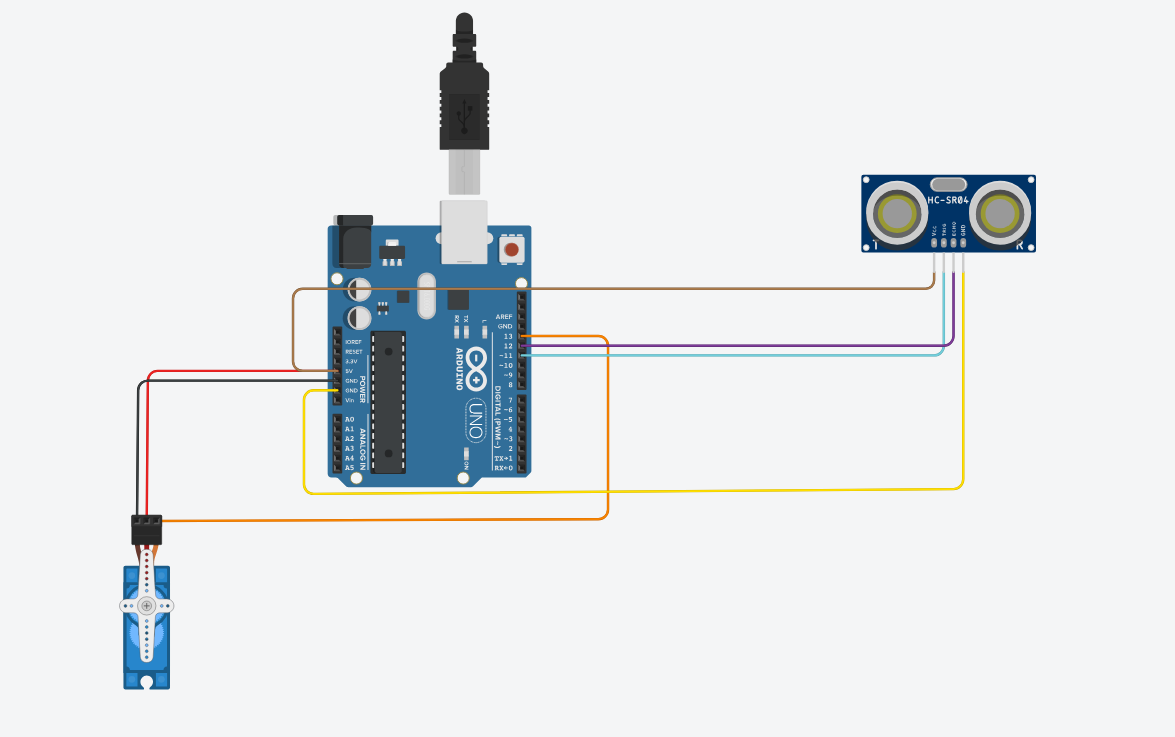 HC-SR04
Vcc
TRIG
ECHO
GND
T
R
AREF
GND
13
12
~11
~10
~9
8
7
~6
~5
4
~3
2
TX→1
RX←0
DIGITAL (PWM~)
RX
TX
L
ARDUINO
UNO
ON
IOREF
RESET
3.3V
5V
GND
GND
Vin
POWER
A0
A1
A2
A3
A4
A5
ANALOG IN